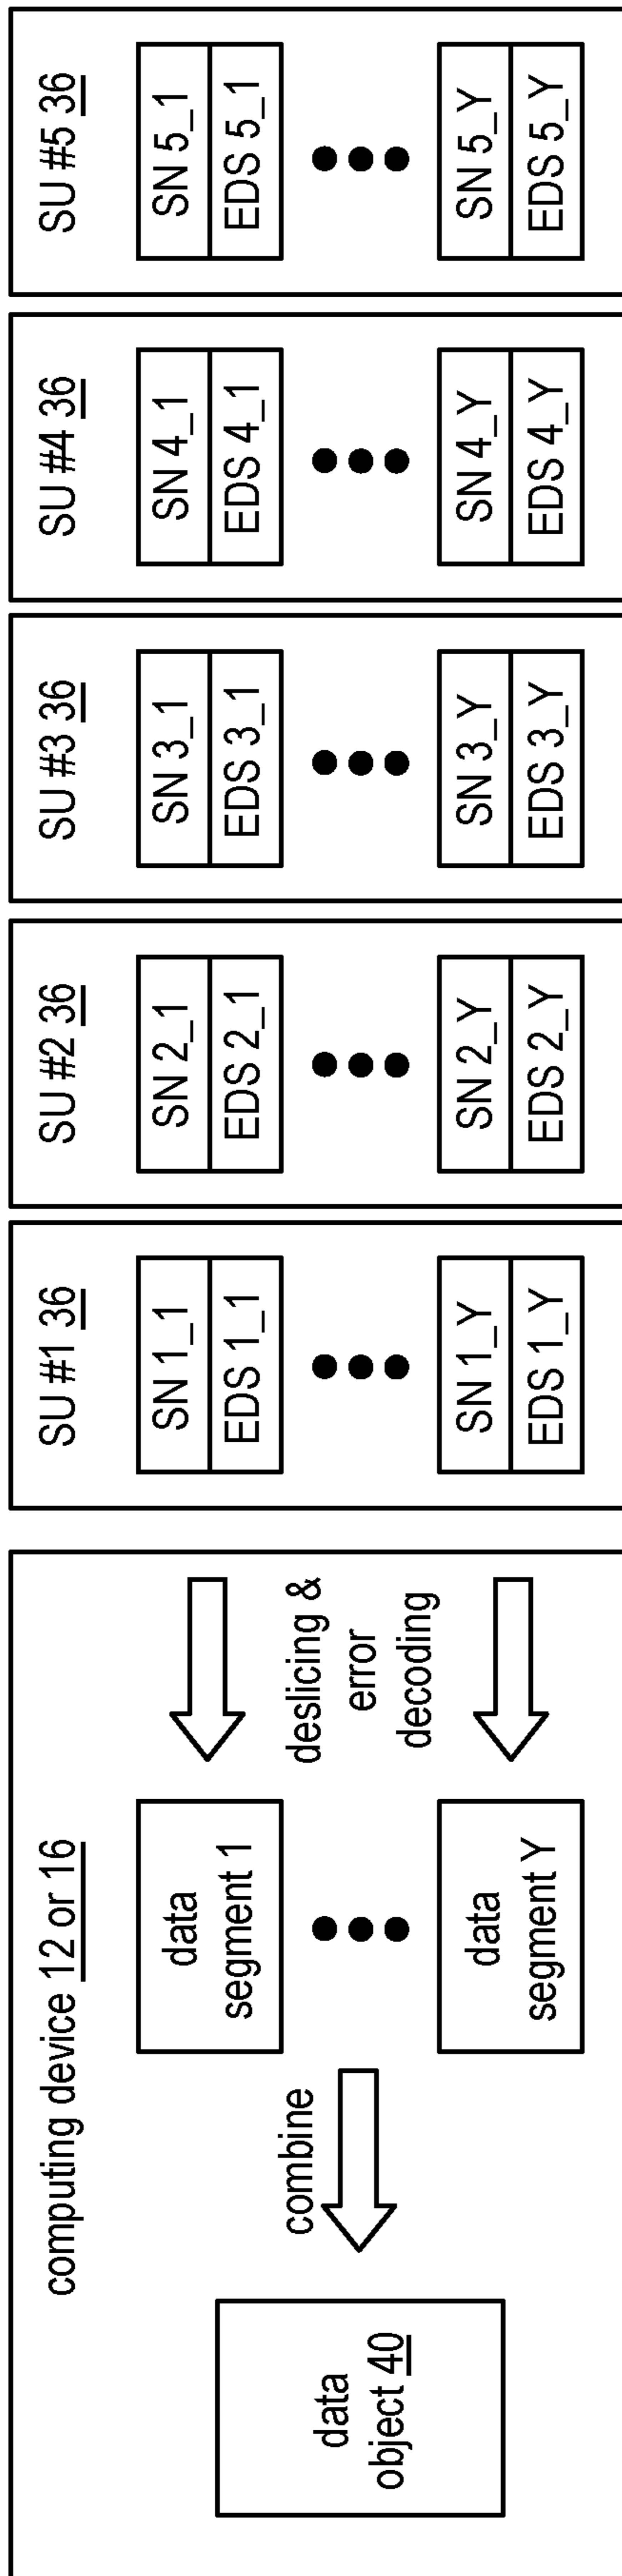 computing device 12 or 16
data
object 40
combine
data
segment 1
data
segment Y
deslicing &
error
decoding
SU #1 36
SN 1_1
EDS 1_1
SN 1_Y
EDS 1_Y
SU #2 36
SN 2_1
EDS 2_1
SN 2_Y
EDS 2_Y
SU #3 36
SN 3_1
EDS 3_1
SN 3_Y
EDS 3_Y
SU #4 36
SN 4_1
EDS 4_1
SN 4_Y
EDS 4_Y
SU #5 36
SN 5_1
EDS 5_1
SN 5_Y
EDS 5_Y